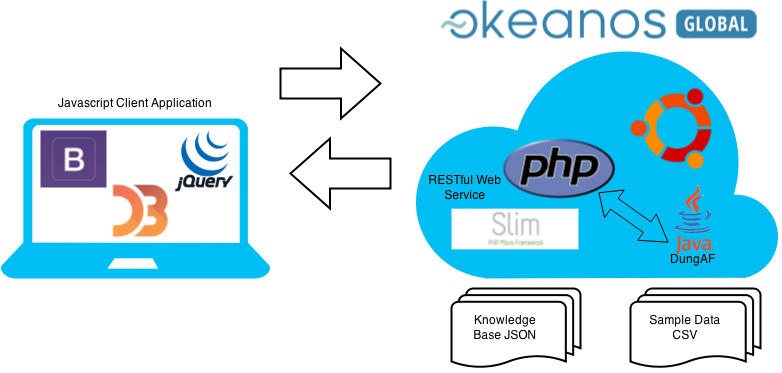 okeanos GLOBAL
Javascript Client Application
B
jQuery
D3
RESTful Web
Service
php
Slim
PHP Micro Framework
Java
DungAF
Knowledge
Base JSON
Sample Data
CSV